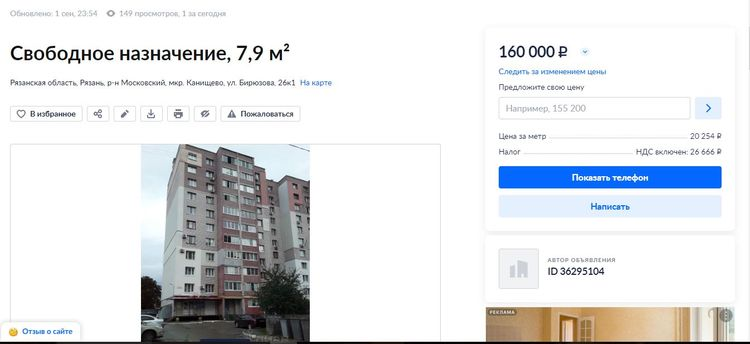 Обновлено: 1 сен, 23:54 149 просмотров, 1 за сегодня
Свободное назначение, 7,9 м²
Рязанская область, Рязань, р-н Московский, мкр. Канищево, ул. Бирюзова, 26к1 На карте
В избранное
Пожаловаться
160 000 ₽
Следить за изменением цены
Предложите свою цену
Например, 155 200
Цена за метр 20 254 ₽
Налог НДС включен: 26 666 ₽
Показать телефон
Написать
АВТОР ОБЪЯВЛЕНИЯ
ID 36295104
РЕКЛАМА
Отзыв о сайте